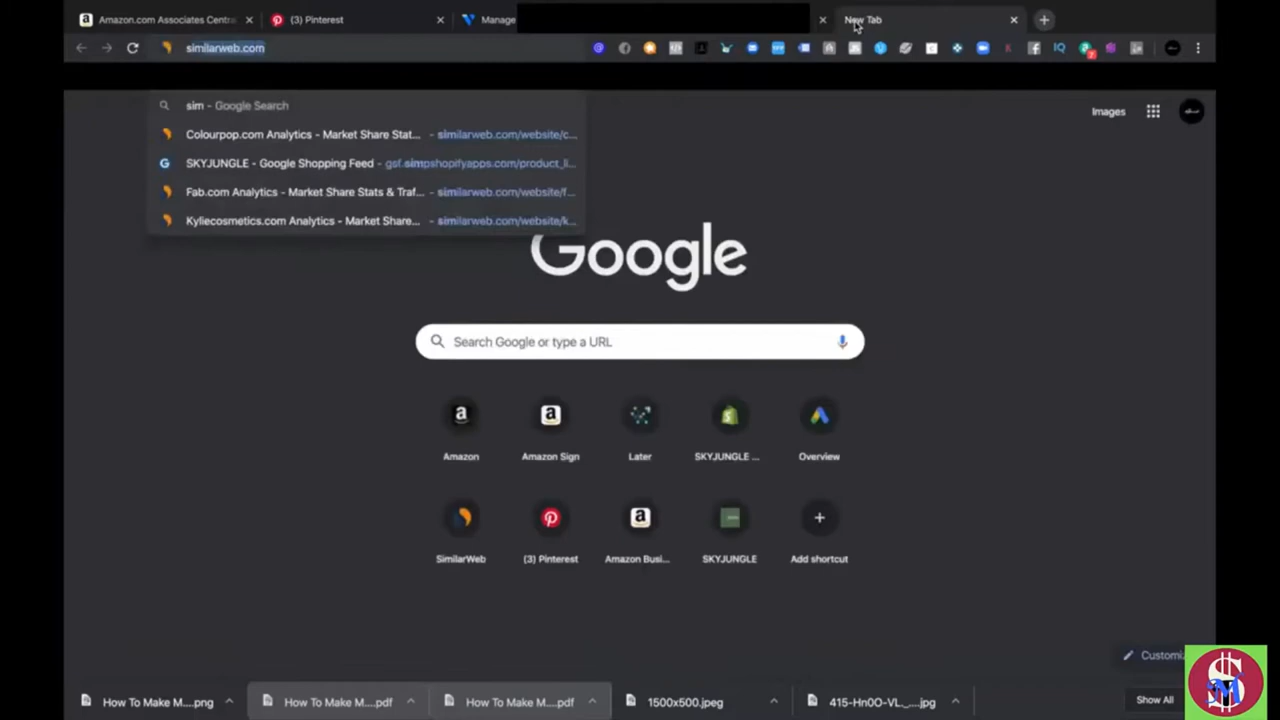 Amazon.com Associates Centra
(3) Pinterest
Manage
New Tab
similarweb.com
sim - Google Search
Colourpop.com Analytics - Market Share Stat... - similarweb.com/website/c...
SKYJUNGLE - Google Shopping Feed - gsf.simpshopifyapps.com/product_li...
Fab.com Analytics - Market Share Stats & Traf... - similarweb.com/website/f...
Kyliecosmetics.com Analytics - Market Share... - similarweb.com/website/k...
Images
Google
Search Google or type a URL
Amazon
Amazon Sign
Later
SKYJUNGLE ...
Overview
SimilarWeb
(3) Pinterest
Amazon Busi...
SKYJUNGLE
Add shortcut
Customiz
How To Make M....png
How To Make M....pdf
How To Make M....pdf
1500x500.jpeg
415-Hn0O-VL._...jpg
Show All